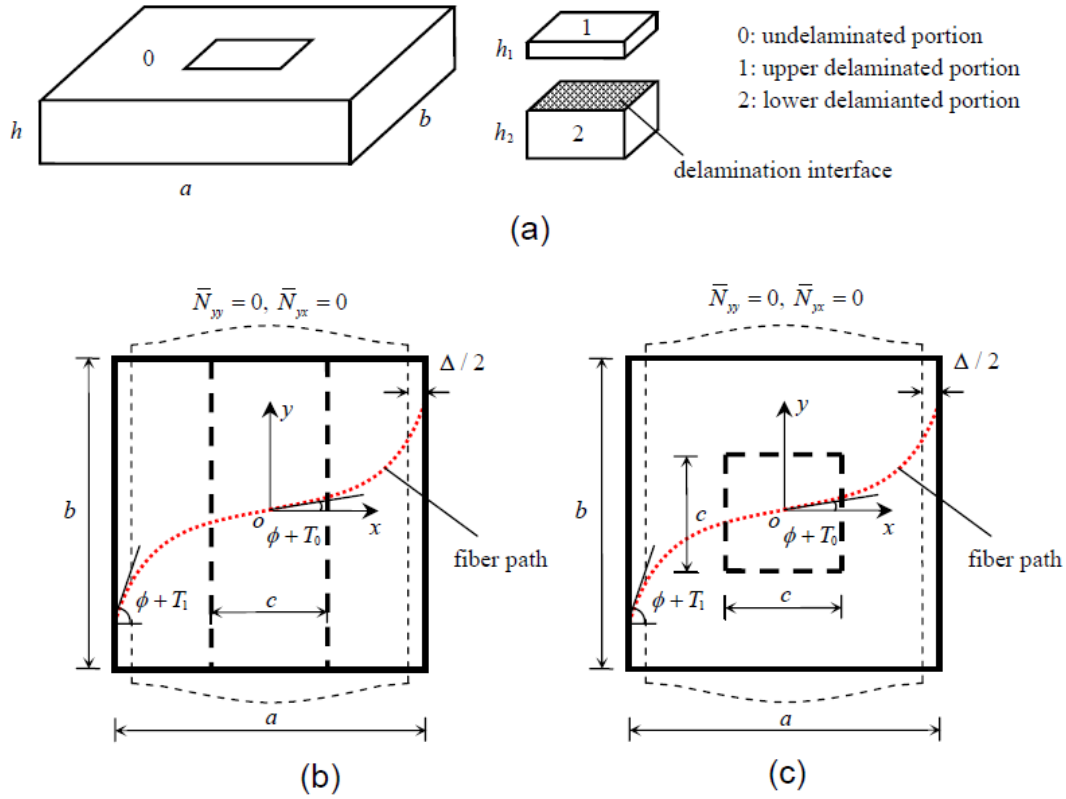 0
h
a
b
h₁
1
h₂
2
0: undelaminated portion
1: upper delaminated portion
2: lower delamianted portion
delamination interface
(a)
N̅yy = 0, N̅yx = 0
Δ / 2
y
b
o
x
ϕ + T₀
fiber path
ϕ + T₁
c
a
(b)
N̅yy = 0, N̅yx = 0
Δ / 2
y
b
c
o
x
ϕ + T₀
fiber path
ϕ + T₁
c
a
(c)